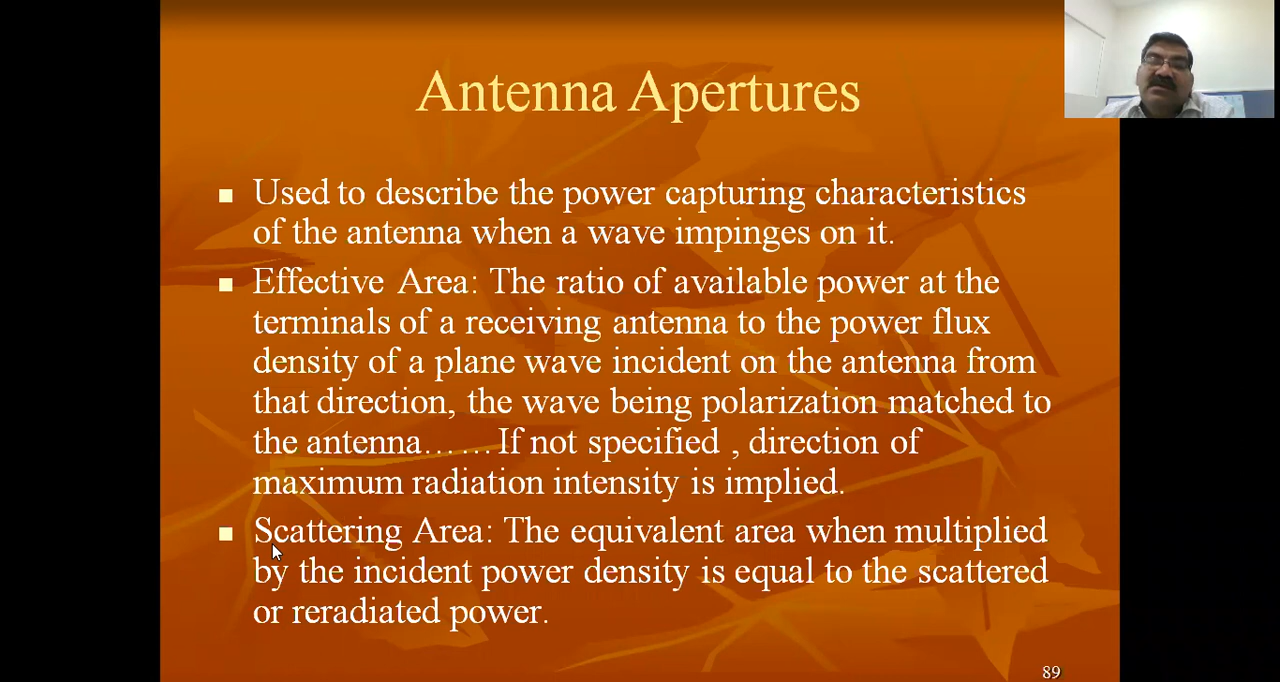 Antenna Apertures
Used to describe the power capturing characteristics
of the antenna when a wave impinges on it.
Effective Area: The ratio of available power at the
terminals of a receiving antenna to the power flux
density of a plane wave incident on the antenna from
that direction, the wave being polarization matched to
the antenna…… If not specified , direction of
maximum radiation intensity is implied.
Scattering Area: The equivalent area when multiplied
by the incident power density is equal to the scattered
or reradiated power.
89